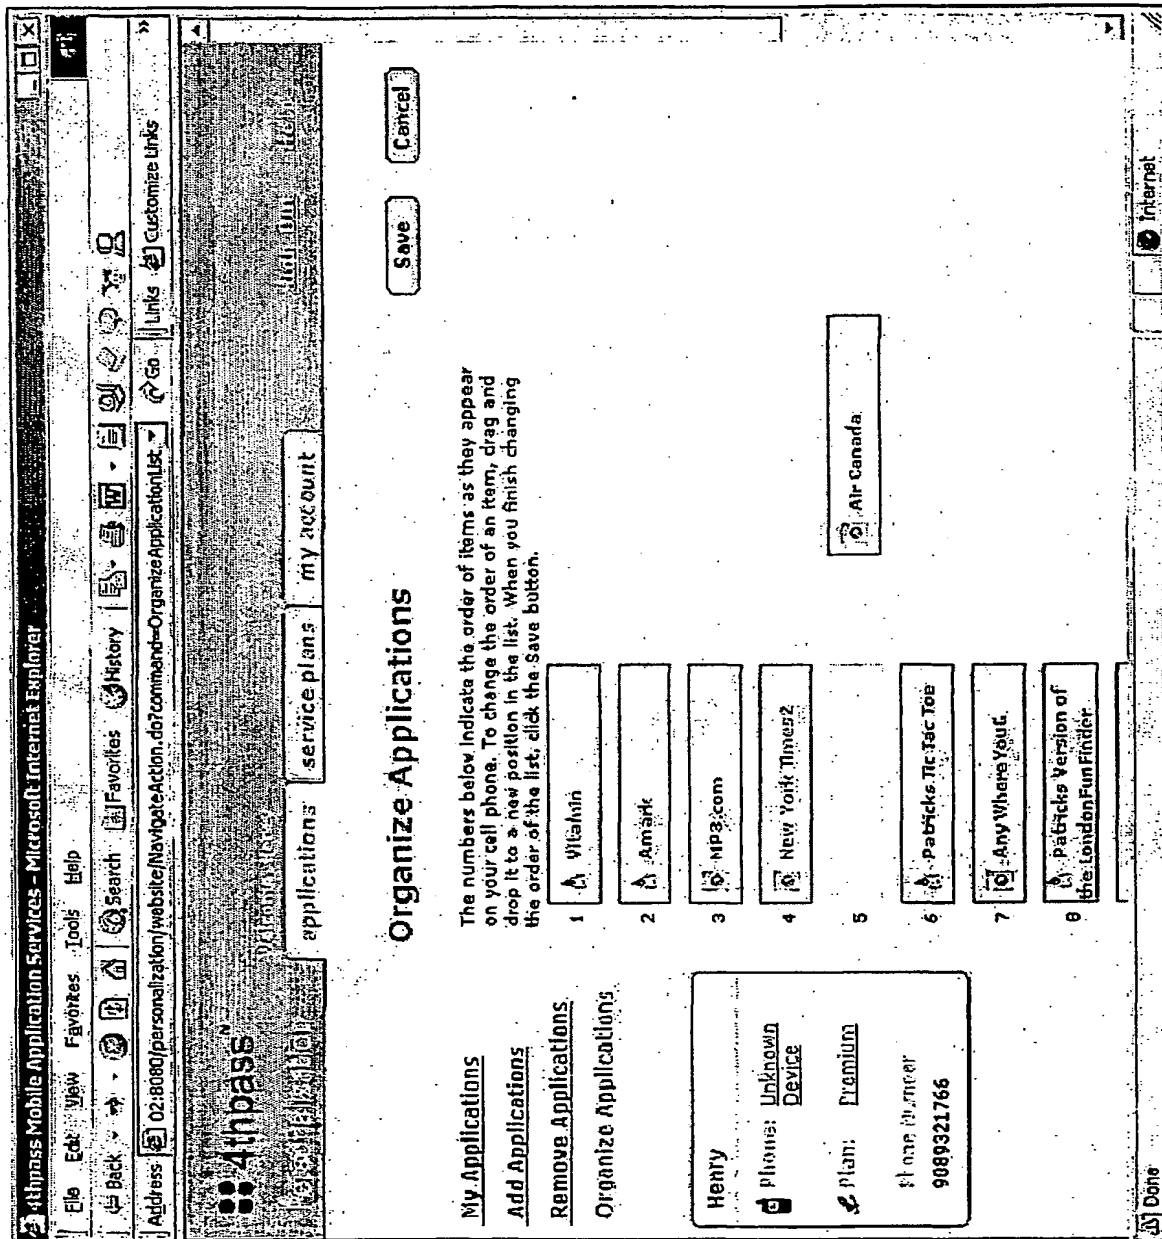 4thpass Mobile Application Services - Microsoft Internet Explorer
File Edit View Favorites Tools Help
Back Search Favorites History
Address 02:8080/personalization/website/NavigateAction.do?command=OrganizeApplicationList Go Links Customize Links
4thpass
applications service plans my account
Organize Applications
Save Cancel
My Applications
Add Applications
Remove Applications
Organize Applications
The numbers below indicate the order of items as they appear
on your cell phone. To change the order of an item, drag and
drop it to a new position in the list. When you finish changing
the order of the list, click the Save button.
1 Vitamin
2 Amark
3 MP3.com
4 New York Times2
5 Air Canada
6 Patricks Tic Tac Toe
7 Any Where You G
8 Patricks Version of
the LondonFunFinder
Henry
Phone: Unknown
Device
Plan: Premium
Phone Number
9089321766
Done Internet